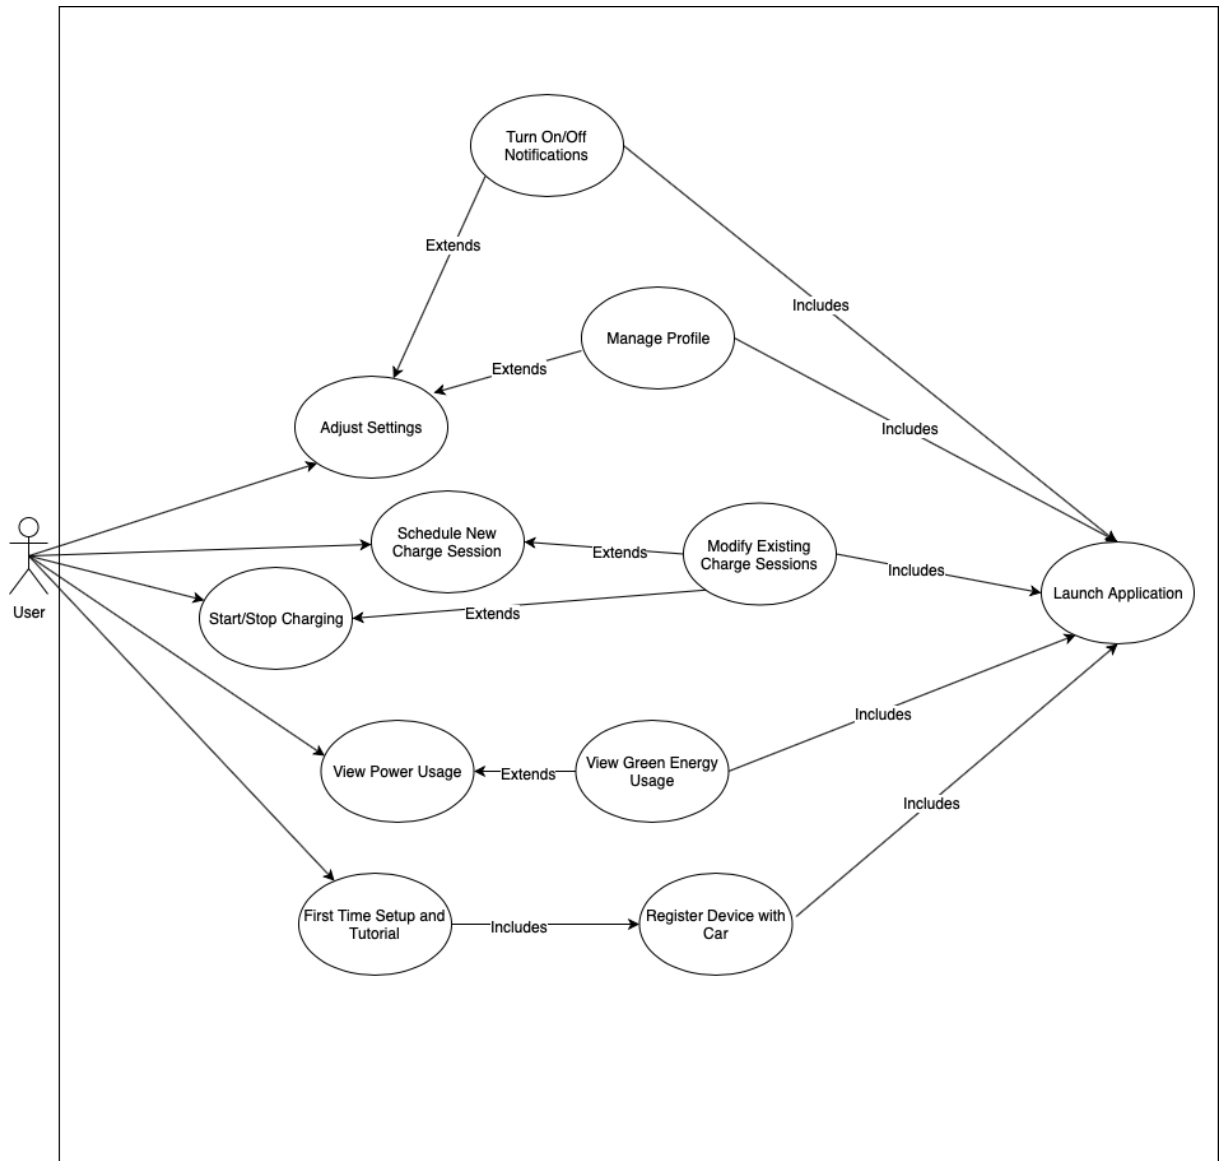 Turn On/Off
Notifications
Extends
Includes
Manage Profile
Extends
Adjust Settings
Includes
Schedule New
Charge Session
Extends
Modify Existing
Charge Sessions
Includes
Launch Application
User
Start/Stop Charging
Extends
Includes
View Power Usage
Extends
View Green Energy
Usage
Includes
First Time Setup and
Tutorial
Includes
Register Device with
Car